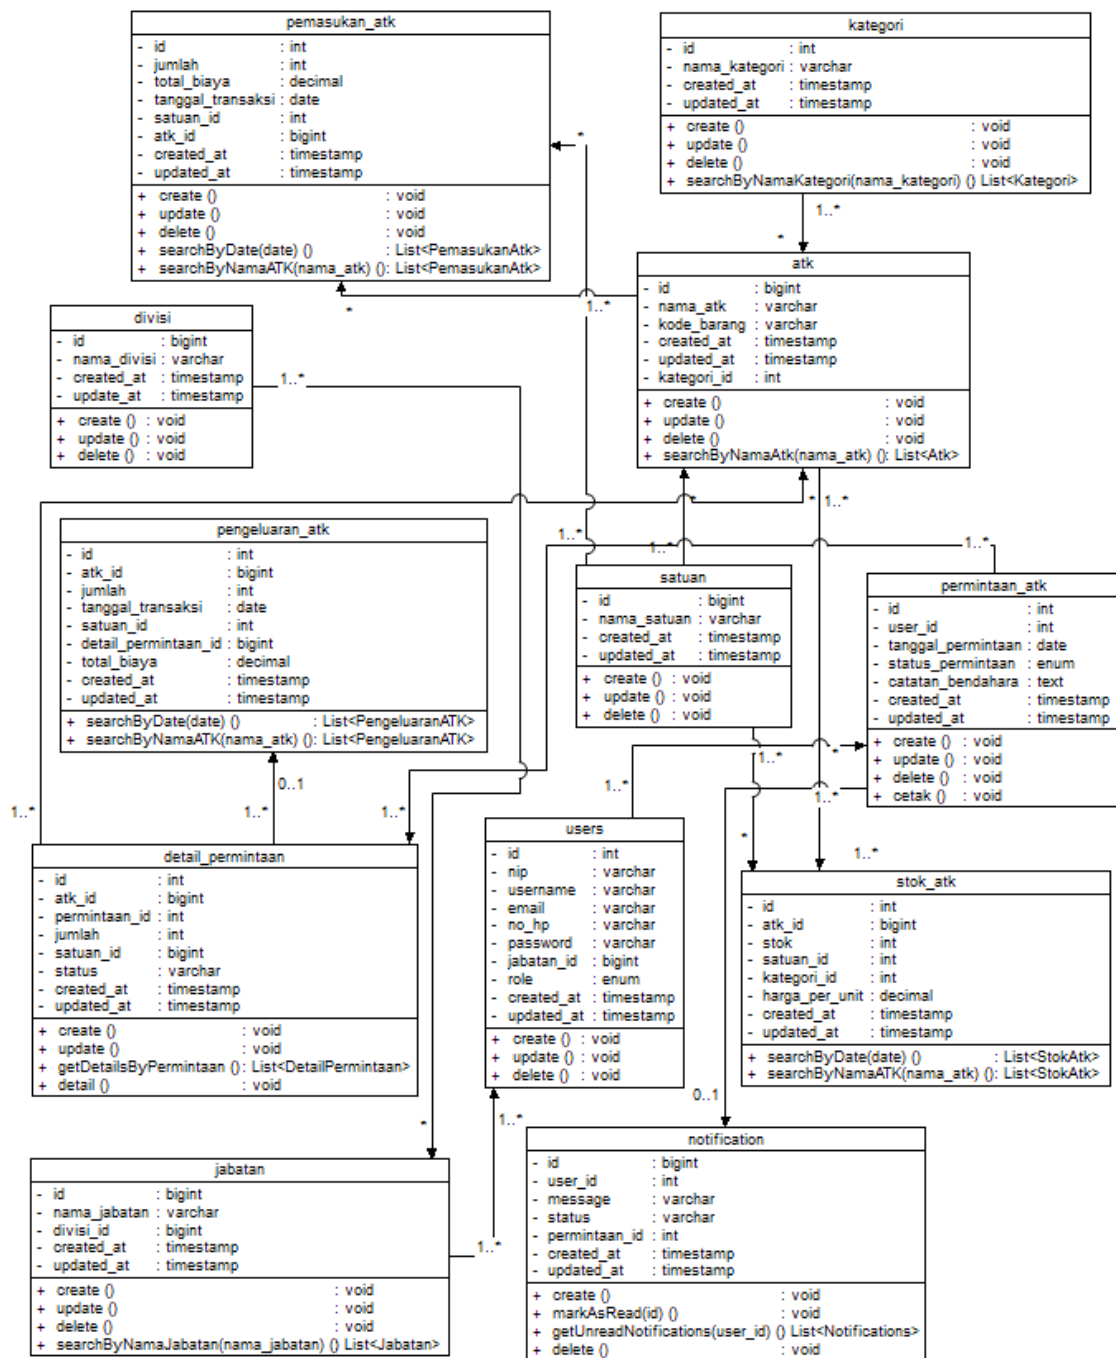 pemasukan_atk
- id : int
- jumlah : int
- total_biaya : decimal
- tanggal_transaksi : date
- satuan_id : int
- atk_id : bigint
- created_at : timestamp
- updated_at : timestamp
+ create () : void
+ update () : void
+ delete () : void
+ searchByDate(date) () : List<PemasukanAtk>
+ searchByNamaATK(nama_atk) () : List<PemasukanAtk>
kategori
- id : int
- nama_kategori : varchar
- created_at : timestamp
- updated_at : timestamp
+ create () : void
+ update () : void
+ delete () : void
+ searchByNamaKategori(nama_kategori) () List<Kategori>
*
1..*
*
atk
- id : bigint
- nama_atk : varchar
- kode_barang : varchar
- created_at : timestamp
- updated_at : timestamp
- kategori_id : int
+ create () : void
+ update () : void
+ delete () : void
+ searchByNamaAtk(nama_atk) () : List<Atk>
*
1..*
divisi
- id : bigint
- nama_divisi : varchar
- created_at : timestamp
- update_at : timestamp
+ create () : void
+ update () : void
+ delete () : void
1..*
*
*
1..*
pengeluaran_atk
- id : int
- atk_id : bigint
- jumlah : int
- tanggal_transaksi : date
- satuan_id : int
- detail_permintaan_id : bigint
- total_biaya : decimal
- created_at : timestamp
- updated_at : timestamp
+ searchByDate(date) () : List<PengeluaranATK>
+ searchByNamaATK(nama_atk) () : List<PengeluaranATK>
1..*
1..*
1..*
satuan
- id : bigint
- nama_satuan : varchar
- created_at : timestamp
- updated_at : timestamp
+ create () : void
+ update () : void
+ delete () : void
permintaan_atk
- id : int
- user_id : int
- tanggal_permintaan : date
- status_permintaan : enum
- catatan_bendahara : text
- created_at : timestamp
- updated_at : timestamp
+ create () : void
+ update () : void
+ delete () : void
+ cetak () : void
1..*
*
0..1
1..*
1..*
1..*
1..*
1..*
*
1..*
detail_permintaan
- id : int
- atk_id : bigint
- permintaan_id : int
- jumlah : int
- satuan_id : bigint
- status : varchar
- created_at : timestamp
- updated_at : timestamp
+ create () : void
+ update () : void
+ getDetailsByPermintaan () : List<DetailPermintaan>
+ detail () : void
users
- id : int
- nip : varchar
- username : varchar
- email : varchar
- no_hp : varchar
- password : varchar
- jabatan_id : bigint
- role : enum
- created_at : timestamp
- updated_at : timestamp
+ create () : void
+ update () : void
+ delete () : void
stok_atk
- id : int
- atk_id : bigint
- stok : int
- satuan_id : int
- kategori_id : int
- harga_per_unit : decimal
- created_at : timestamp
- updated_at : timestamp
+ searchByDate(date) () : List<StokAtk>
+ searchByNamaATK(nama_atk) () : List<StokAtk>
0..1
*
1..*
1..*
jabatan
- id : bigint
- nama_jabatan : varchar
- divisi_id : bigint
- created_at : timestamp
- updated_at : timestamp
+ create () : void
+ update () : void
+ delete () : void
+ searchByNamaJabatan(nama_jabatan) () List<Jabatan>
notification
- id : bigint
- user_id : int
- message : varchar
- status : varchar
- permintaan_id : int
- created_at : timestamp
- updated_at : timestamp
+ create () : void
+ markAsRead(id) () : void
+ getUnreadNotifications(user_id) () List<Notifications>
+ delete () : void